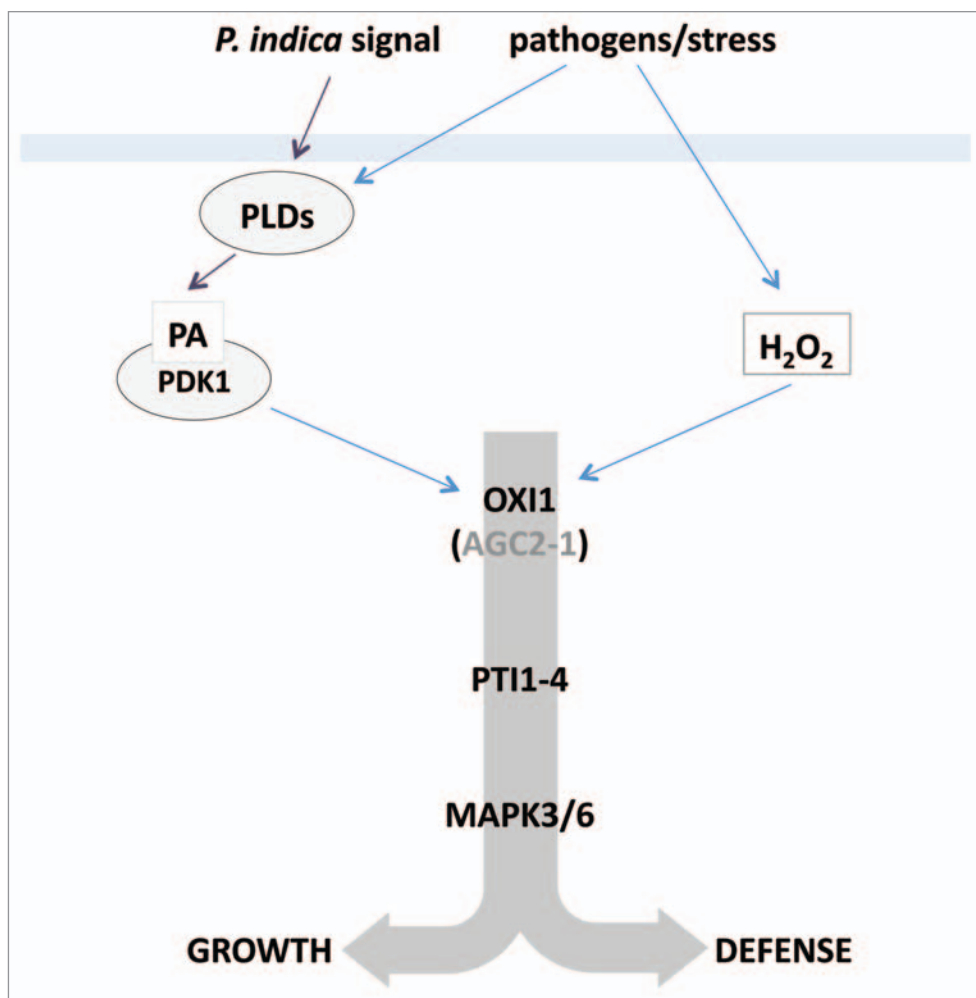 P. indica signal pathogens/stress
PLDs
PA
PDK1
H₂O₂
OXI1
(AGC2-1)
PTI1-4
MAPK3/6
GROWTH DEFENSE